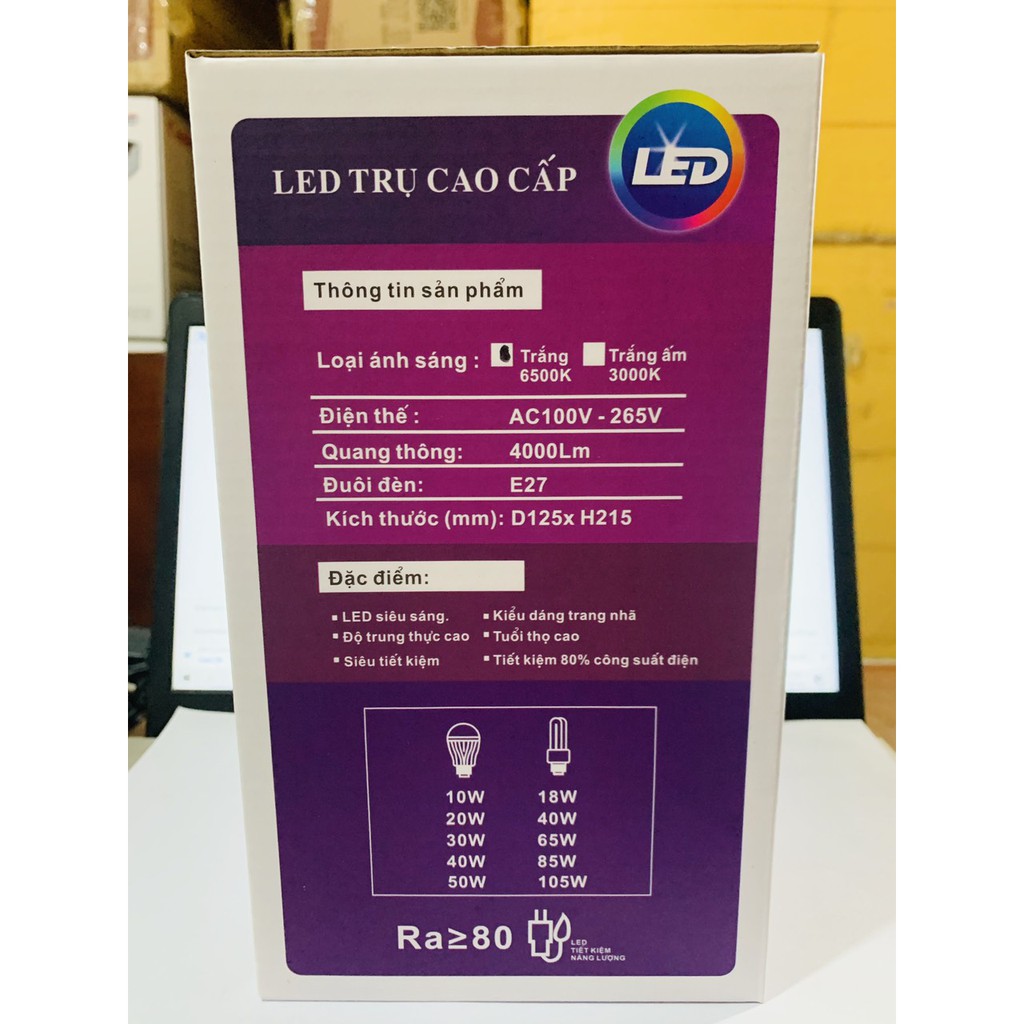 LED TRỤ CAO CẤP
LED
Thông tin sản phẩm
Loại ánh sáng : Trắng 6500K Trắng ấm 3000K
Điện thế : AC100V - 265V
Quang thông: 4000Lm
Đuôi đèn: E27
Kích thước (mm): D125x H215
Đặc điểm:
▪ LED siêu sáng. ▪ Kiểu dáng trang nhã
▪ Độ trung thực cao ▪ Tuổi thọ cao
▪ Siêu tiết kiệm ▪ Tiết kiệm 80% công suất điện
10W 18W
20W 40W
30W 65W
40W 85W
50W 105W
Ra≥80
LED
TIẾT KIỆM
NĂNG LƯỢNG